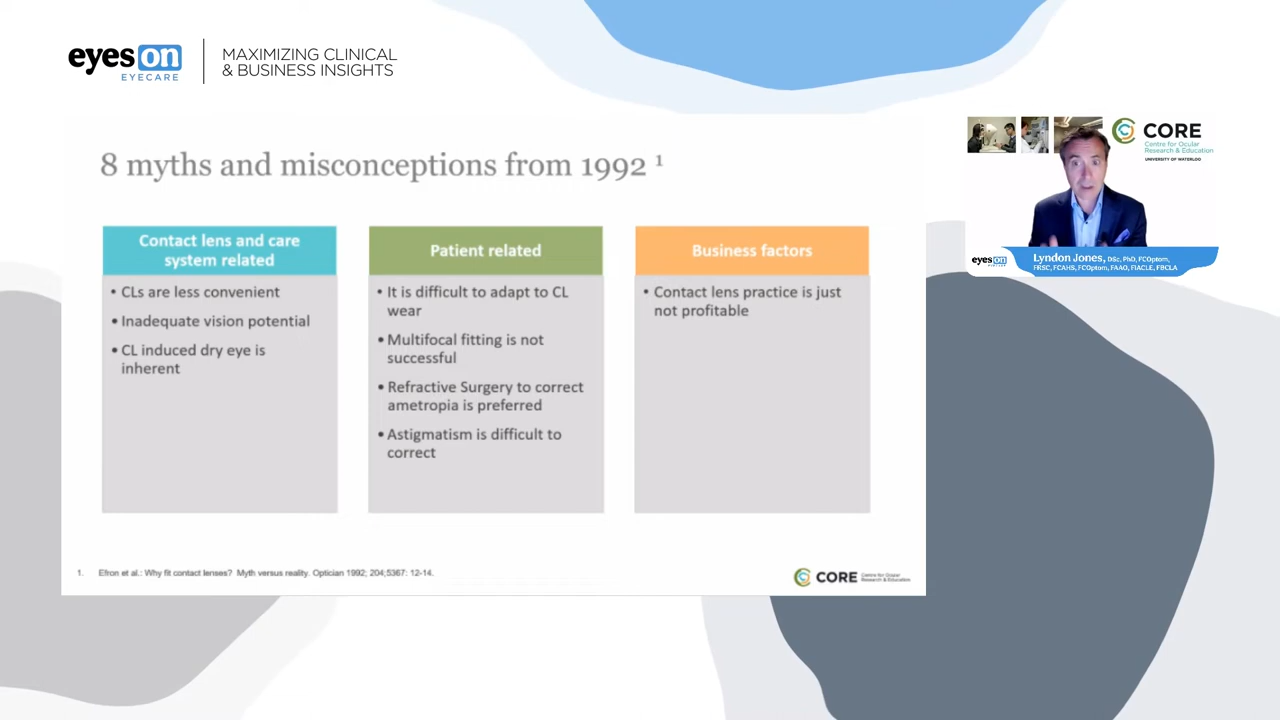 eyes on
EYECARE
MAXIMIZING CLINICAL
& BUSINESS INSIGHTS
8 myths and misconceptions from 1992 ¹
Contact lens and care
system related
• CLs are less convenient
• Inadequate vision potential
• CL induced dry eye is
inherent
Patient related
• It is difficult to adapt to CL
wear
• Multifocal fitting is not
successful
• Refractive Surgery to correct
ametropia is preferred
• Astigmatism is difficult to
correct
Business factors
• Contact lens practice is just
not profitable
1. Efron et al.: Why fit contact lenses? Myth versus reality. Optician 1992; 204;5367: 12-14.
CORE Centre for Ocular
Research & Education
CORE
Centre for Ocular
Research & Education
UNIVERSITY OF WATERLOO
eyes on
EYECARE
Lyndon Jones, DSc, PhD, FCOptom,
FRSC, FCAHS, FCOptom, FAAO, FIACLE, FBCLA